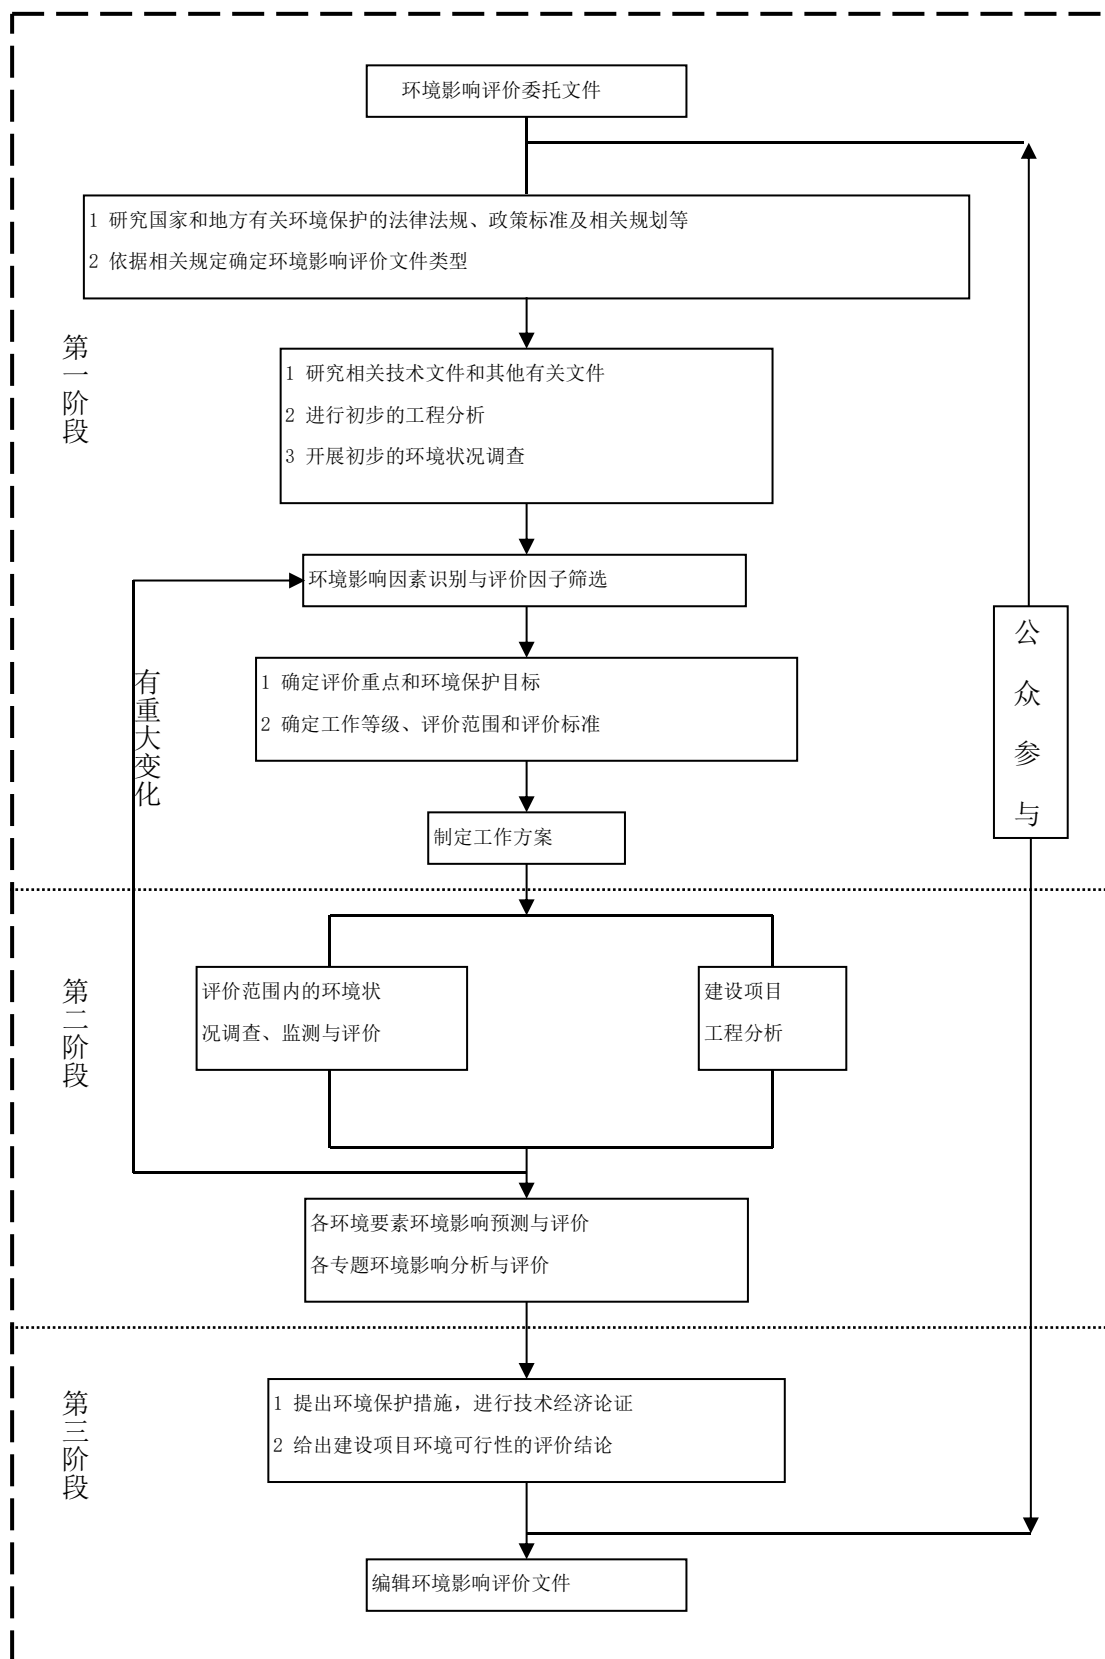 环境影响评价委托文件
1 研究国家和地方有关环境保护的法律法规、政策标准及相关规划等
2 依据相关规定确定环境影响评价文件类型
第一阶段
1 研究相关技术文件和其他有关文件
2 进行初步的工程分析
3 开展初步的环境状况调查
环境影响因素识别与评价因子筛选
公众参与
有重大变化
1 确定评价重点和环境保护目标
2 确定工作等级、评价范围和评价标准
制定工作方案
第二阶段
评价范围内的环境状
况调查、监测与评价
建设项目
工程分析
各环境要素环境影响预测与评价
各专题环境影响分析与评价
第三阶段
1 提出环境保护措施，进行技术经济论证
2 给出建设项目环境可行性的评价结论
编辑环境影响评价文件